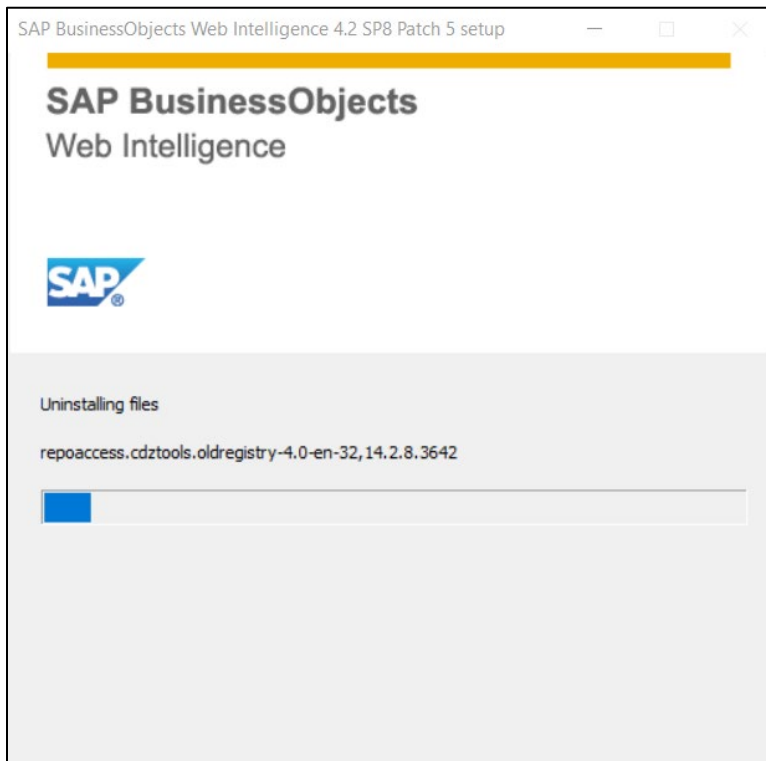 SAP BusinessObjects Web Intelligence 4.2 SP8 Patch 5 setup
SAP BusinessObjects
Web Intelligence
SAP®
Uninstalling files
repoaccess.cdztools.oldregistry-4.0-en-32,14.2.8.3642